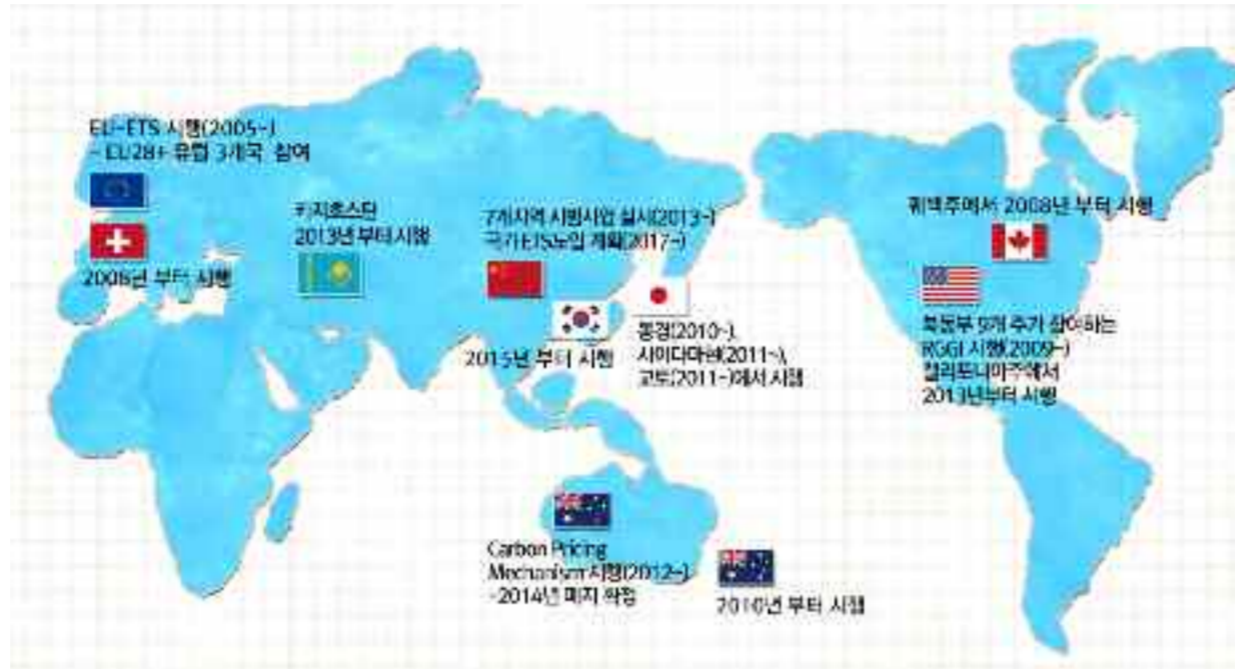 EU-ETS 시행(2005~)
- EU28+ 유럽 3개국 참여
2008년 부터 시행
카자흐스탄
2013년 부터 시행
7개지역 시범사업 실시(2013~)
국가 ETS도입 계획(2017~)
2015년 부터 시행
동경(2010~),
사이타마현(2011~),
교토(2011~)에서 시행
퀘백주에서 2008년 부터 시행
북동부 9개 주가 참여하는
RGGI 시행(2009~)
캘리포니아주에서
2013년부터 시행
Carbon Pricing
Mechanism 시행(2012~)
-2014년 폐지 확정
2010년 부터 시행